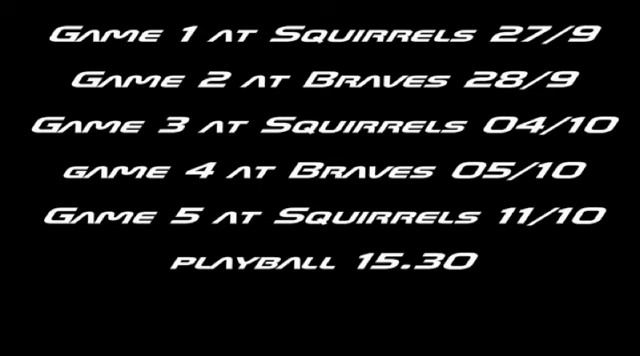 Game 1 at Squirrels 27/9
Game 2 at Braves 28/9
Game 3 at Squirrels 04/10
game 4 at Braves 05/10
Game 5 at Squirrels 11/10
playball 15.30